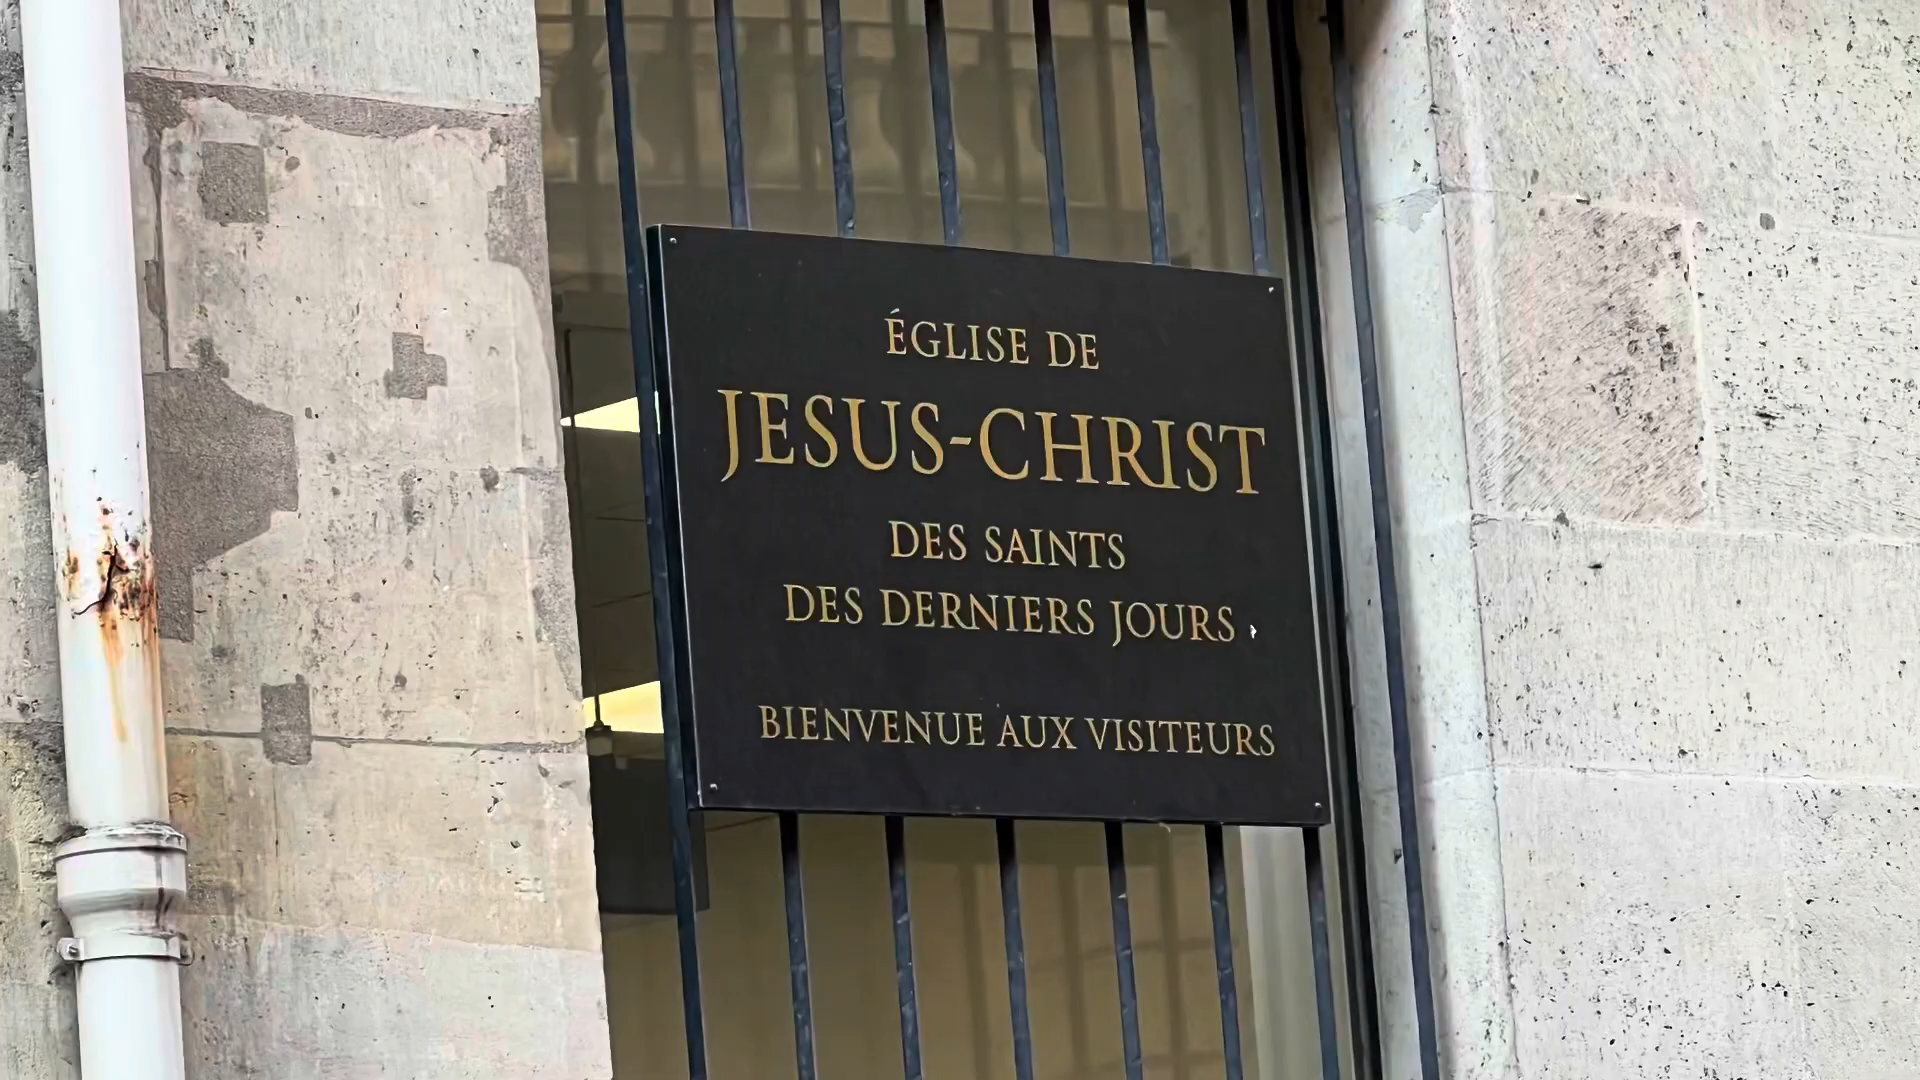 ÉGLISE DE
JESUS-CHRIST
DES SAINTS
DES DERNIERS JOURS
BIENVENUE AUX VISITEURS